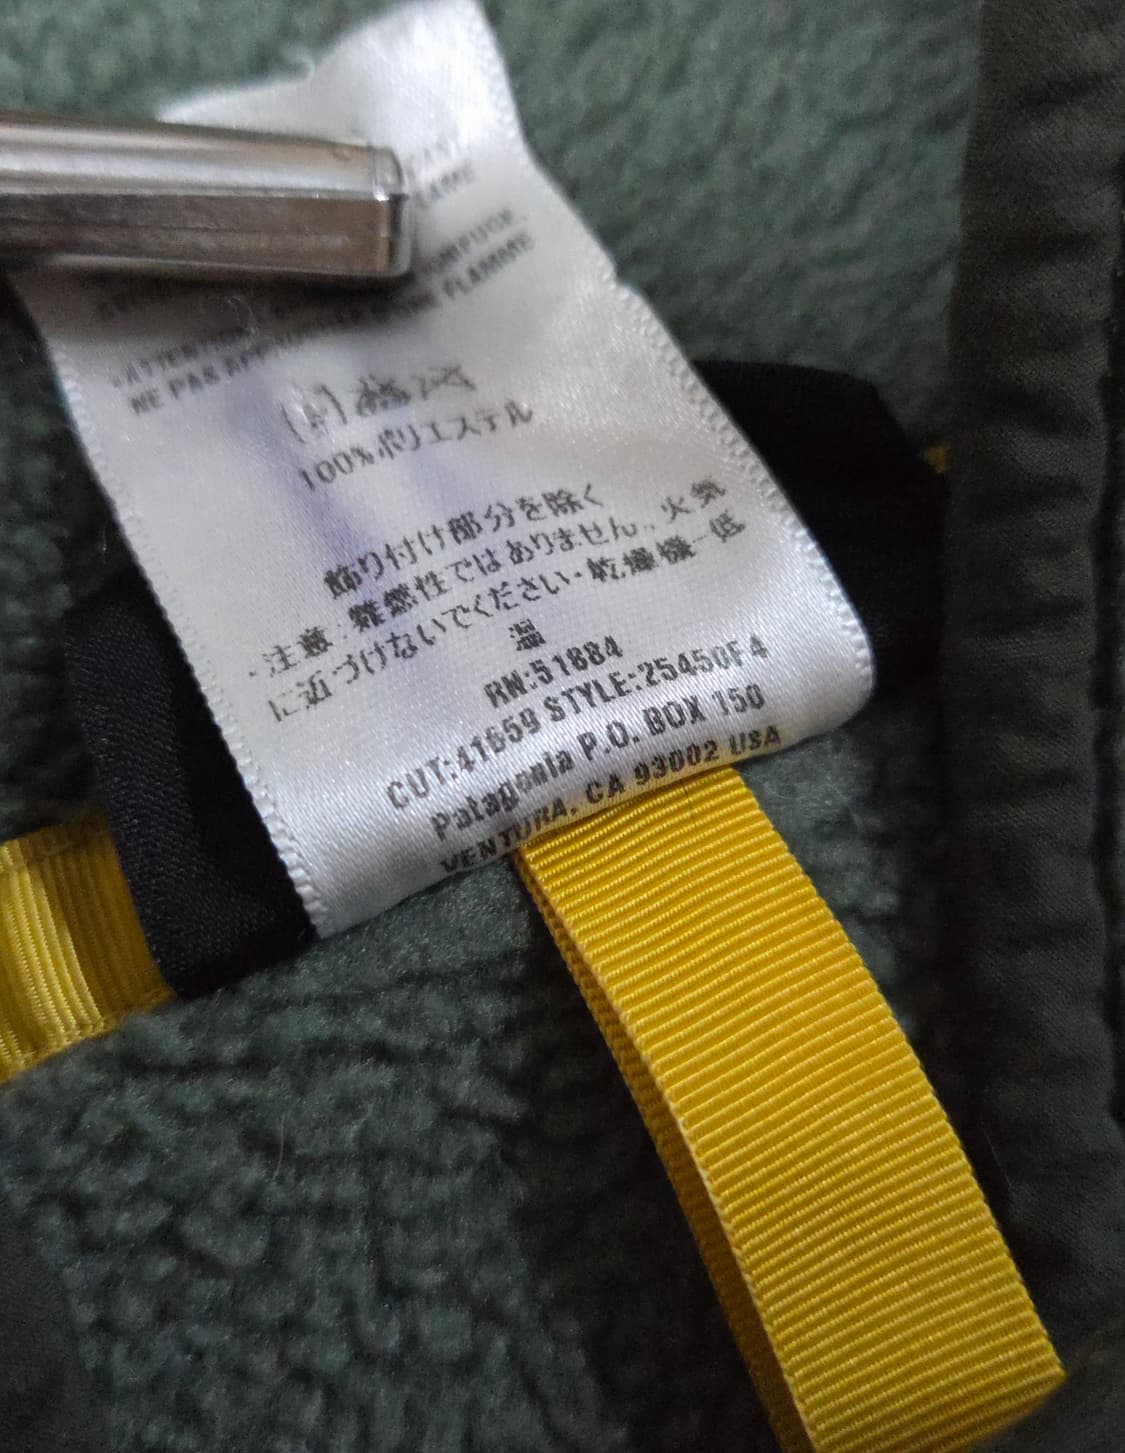 FLAMME
NE PAS
100%ポリエステル
飾り付け部分を除く
・注意・難燃性ではありません。火気
に近づけないでください・乾燥機―低
温
RN:51884
CUT:41659 STYLE:25450F4
Patagonia P.O. BOX 150
VENTURA, CA 93002 USA